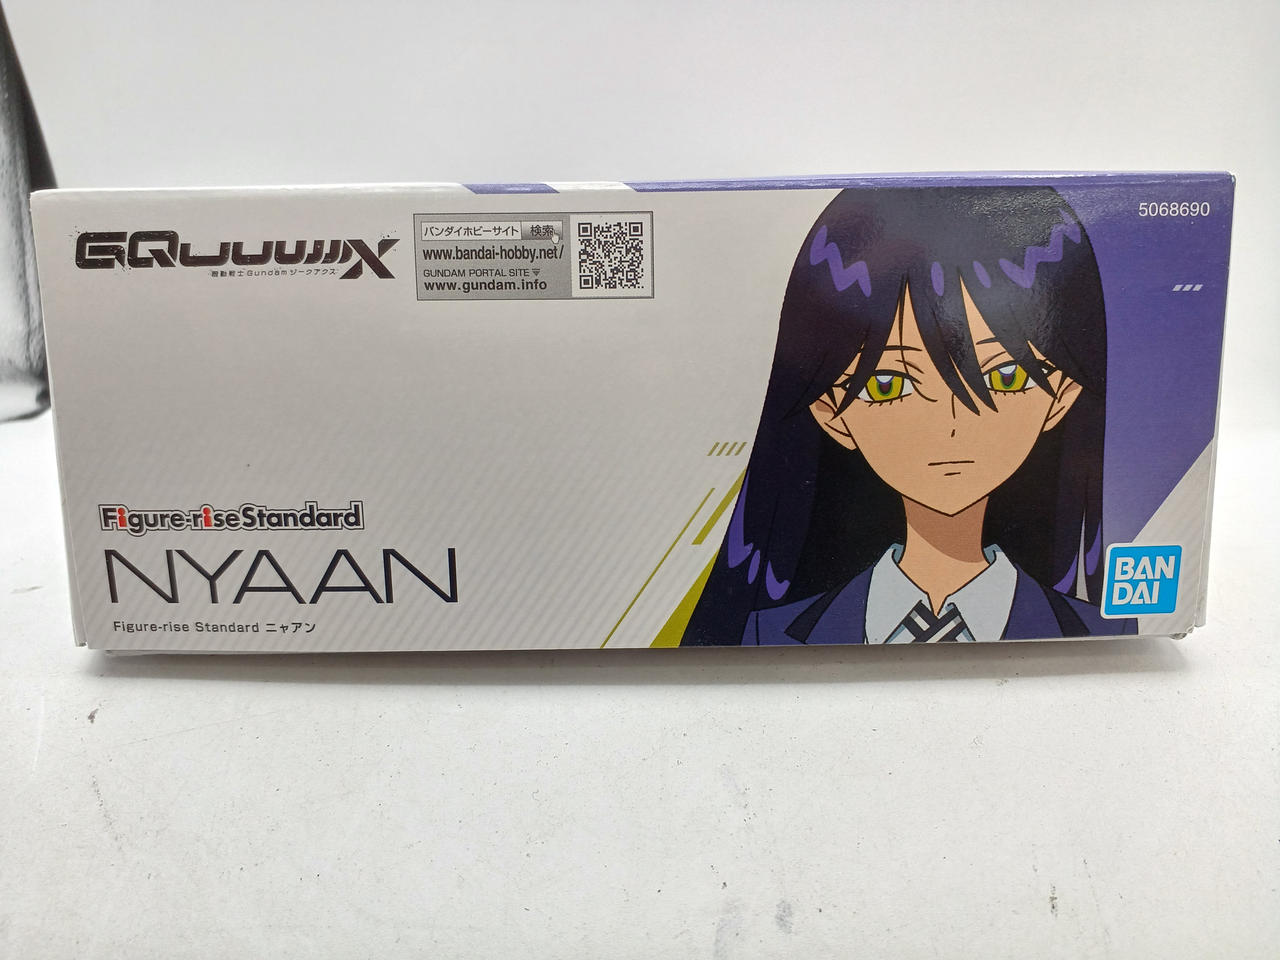 GQuuuuuuX
機動戦士Gundamジークアクス
バンダイホビーサイト 検索
www.bandai-hobby.net/
GUNDAM PORTAL SITE
www.gundam.info
5068690
Figure-riseStandard
NYAAN
Figure-rise Standard ニャアン
BAN
DAI